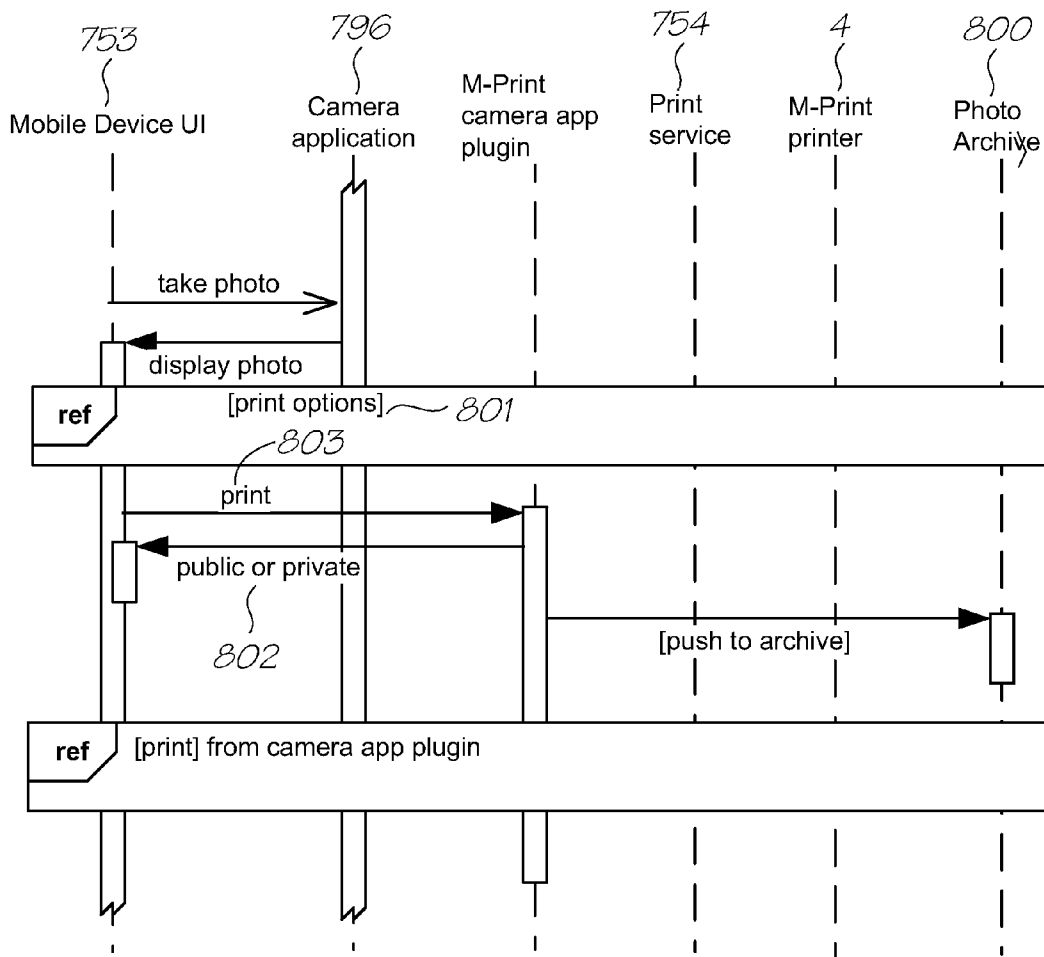 753
796
754
4
800
Mobile Device UI
Camera
application
M-Print
camera app
plugin
Print
service
M-Print
printer
Photo
Archive
take photo
display photo
ref
[print options]
801
803
print
public or private
802
[push to archive]
ref
[print] from camera app plugin